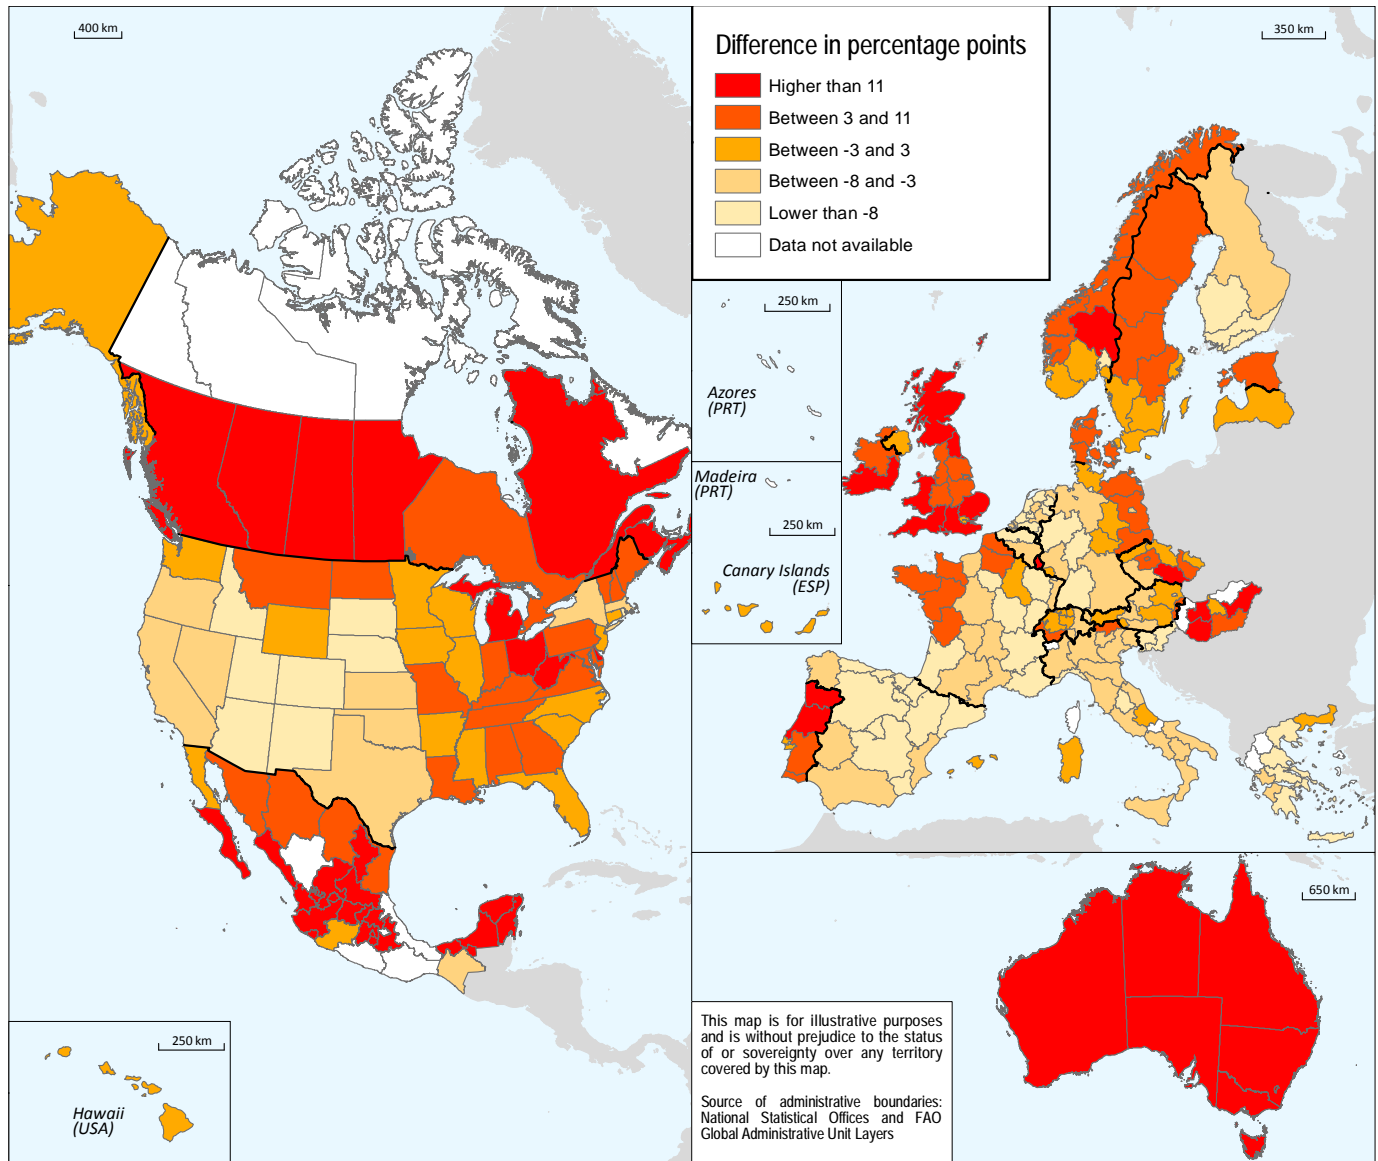 400 km
Difference in percentage points
Higher than 11
Between 3 and 11
Between -3 and 3
Between -8 and -3
Lower than -8
Data not available
350 km
250 km
Azores
(PRT)
Madeira
(PRT)
250 km
Canary Islands
(ESP)
650 km
250 km
Hawaii
(USA)
This map is for illustrative purposes
and is without prejudice to the status
of or sovereignty over any territory
covered by this map.
Source of administrative boundaries:
National Statistical Offices and FAO
Global Administrative Unit Layers